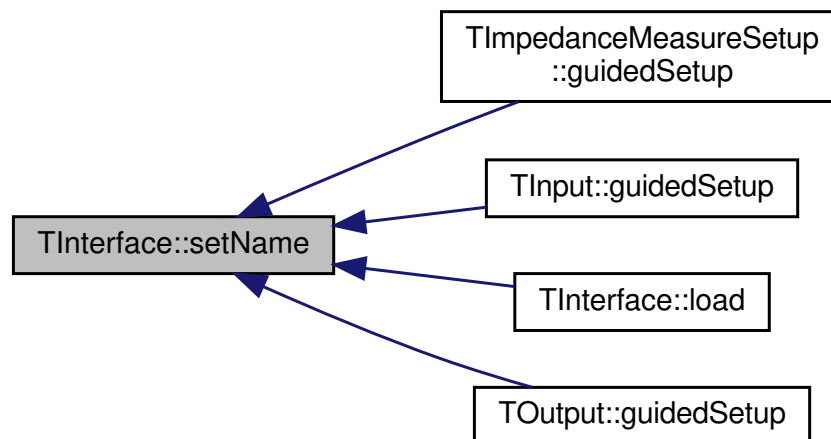 TImpedanceMeasureSetup
::guidedSetup
TInput::guidedSetup
TInterface::setName
TInterface::load
TOutput::guidedSetup